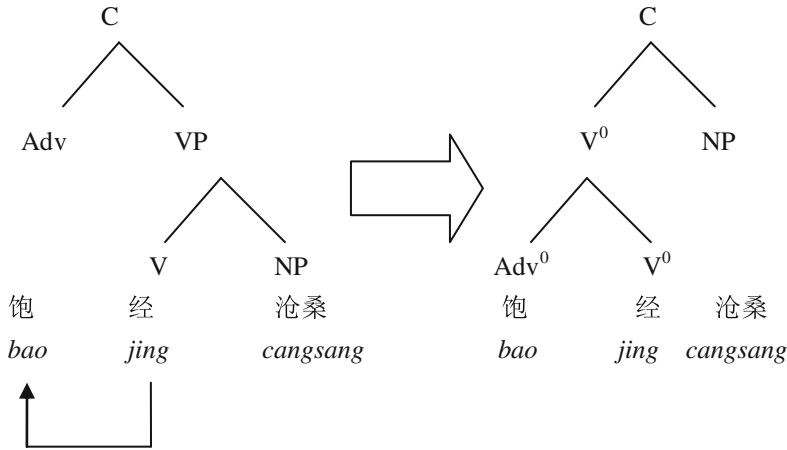 C C
Adv VP V⁰ NP
V NP Adv⁰ V⁰
饱 经 沧桑 饱 经 沧桑
bao jing cangsang bao jing cangsang